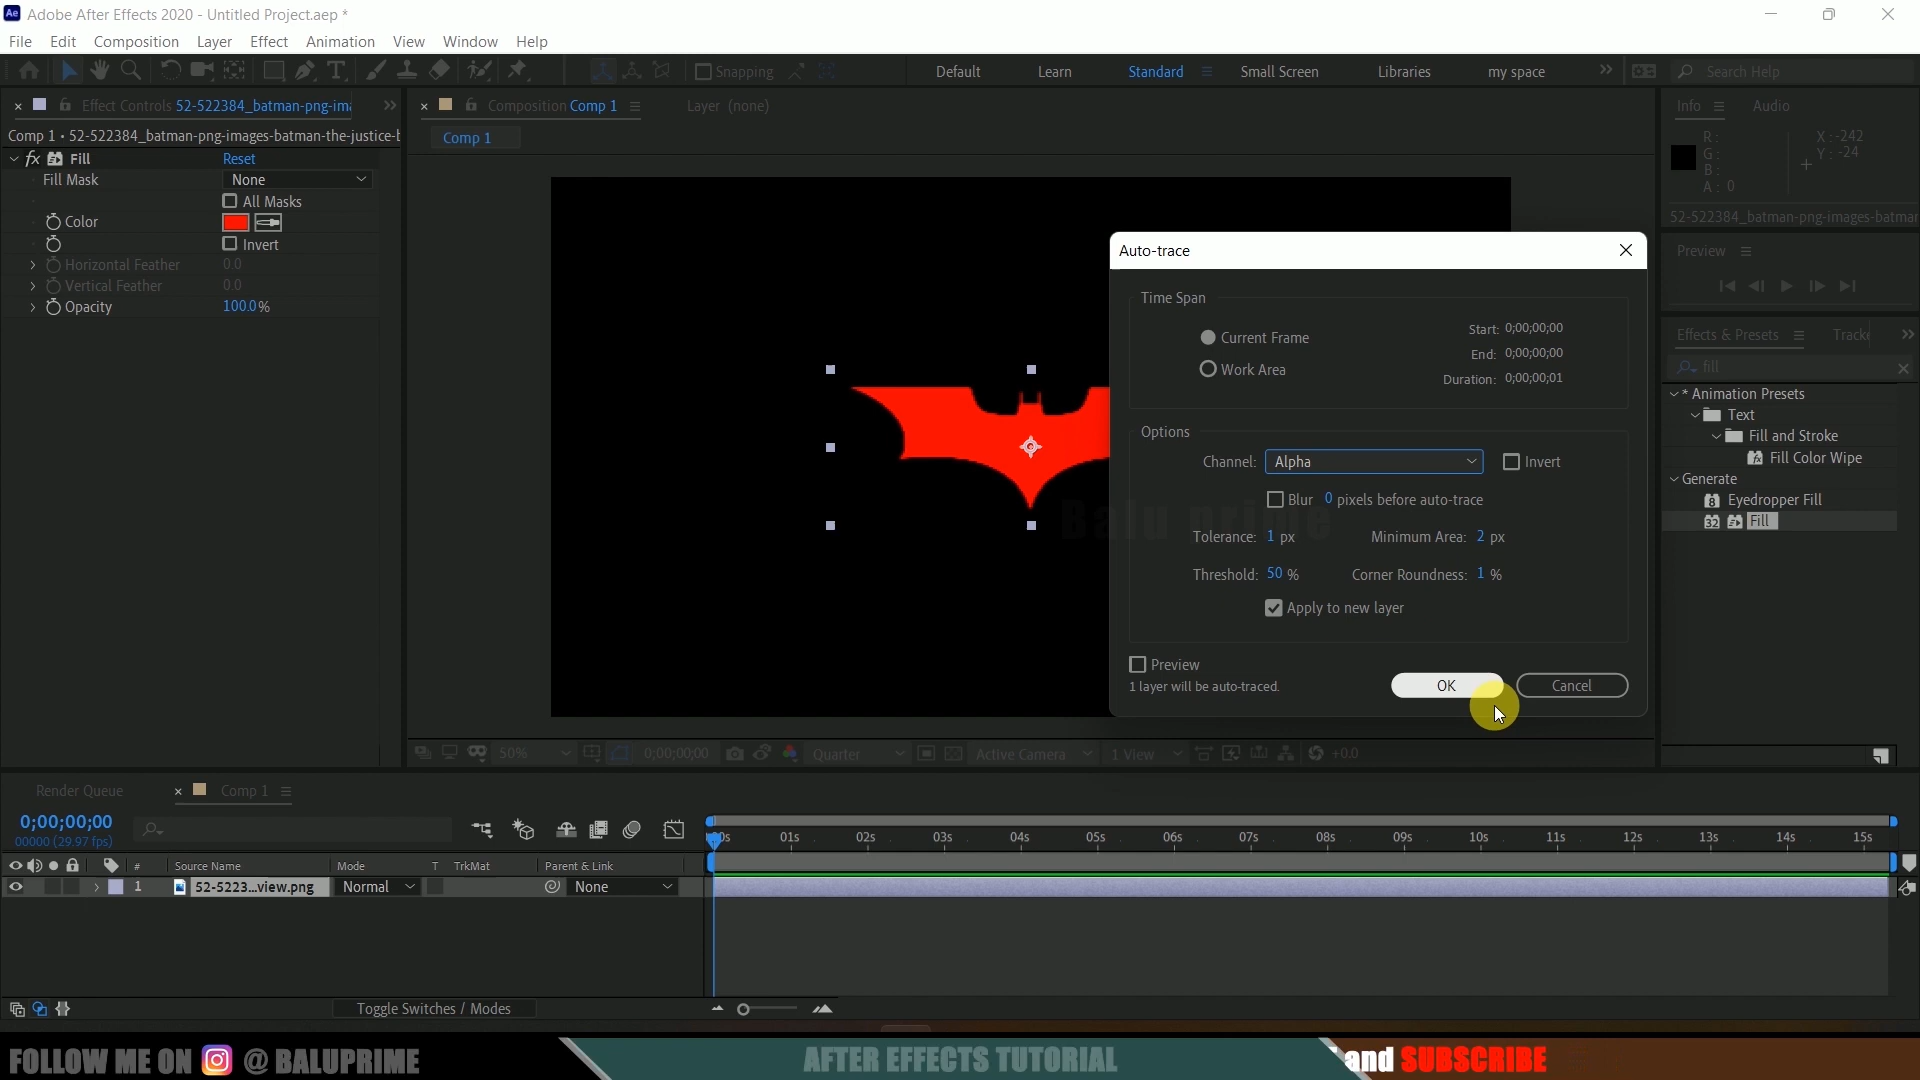 Ae Adobe After Effects 2020 - Untitled Project.aep *
File Edit Composition Layer Effect Animation View Window Help
Snapping
Default Learn Standard Small Screen Libraries my space Search Help
Effect Controls 52-522384_batman-png-ima
Composition Comp 1 Layer (none)
Info Audio
Comp 1 • 52-522384_batman-png-images-batman-the-justice-b
Comp 1
fx Fill Reset
Fill Mask None
All Masks
Color
Invert
Horizontal Feather 0.0
Vertical Feather 0.0
Opacity 100.0%
R:
G:
B:
A: 0
X: -242
Y: -24
52-522384_batman-png-images-batman
Preview
Effects & Presets Tracke
fill
* Animation Presets
Text
Fill and Stroke
Fill Color Wipe
Generate
8 Eyedropper Fill
32 Fill
Auto-trace
Time Span
Current Frame
Work Area
Start: 0;00;00;00
End: 0;00;00;00
Duration: 0;00;00;01
Options
Channel: Alpha Invert
Blur 0 pixels before auto-trace
Tolerance: 1 px Minimum Area: 2 px
Threshold: 50 % Corner Roundness: 1 %
Apply to new layer
Preview
1 layer will be auto-traced.
OK Cancel
Balu prime
50% 0;00;00;00 Quarter Active Camera 1 View +0.0
Render Queue Comp 1
0;00;00;00
00000 (29.97 fps)
00s 01s 02s 03s 04s 05s 06s 07s 08s 09s 10s 11s 12s 13s 14s 15s
# Source Name Mode T TrkMat Parent & Link
1 52-5223...view.png Normal None
Toggle Switches / Modes
FOLLOW ME ON @ BALUPRIME AFTER EFFECTS TUTORIAL and SUBSCRIBE